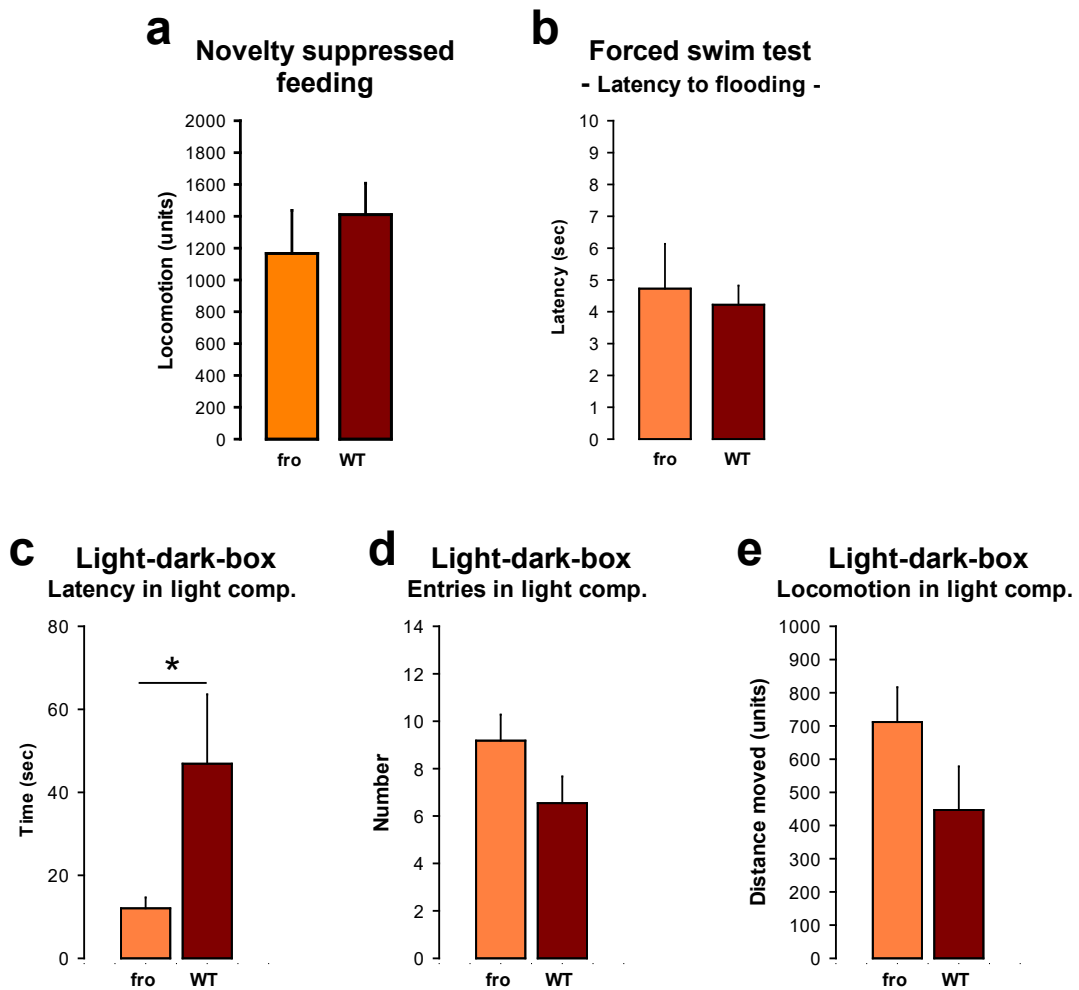 a
Novelty suppressed
feeding
Locomotion (units)
2000
1800
1600
1400
1200
1000
800
600
400
200
0
fro WT
b
Forced swim test
- Latency to flooding -
Latency (sec)
10
9
8
7
6
5
4
3
2
1
0
fro WT
c
Light-dark-box
Latency in light comp.
Time (sec)
80
60
40
20
0
*
fro WT
d
Light-dark-box
Entries in light comp.
Number
14
12
10
8
6
4
2
0
fro WT
e
Light-dark-box
Locomotion in light comp.
Distance moved (units)
1000
900
800
700
600
500
400
300
200
100
0
fro WT